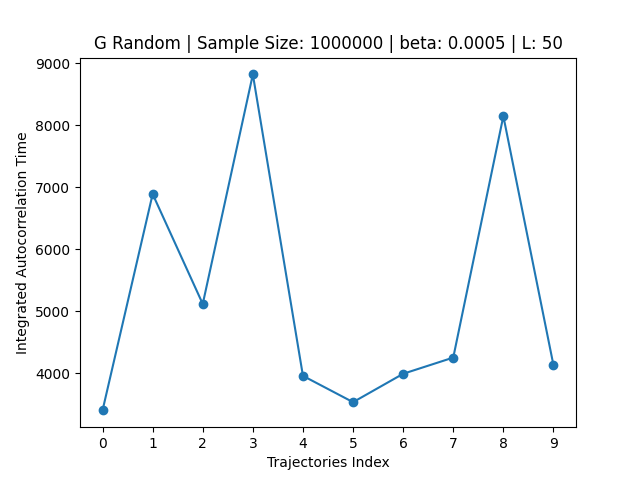 G Random | Sample Size: 1000000 | beta: 0.0005 | L: 50
9000
8000
7000
6000
5000
4000
Integrated Autocorrelation Time
0 1 2 3 4 5 6 7 8 9
Trajectories Index